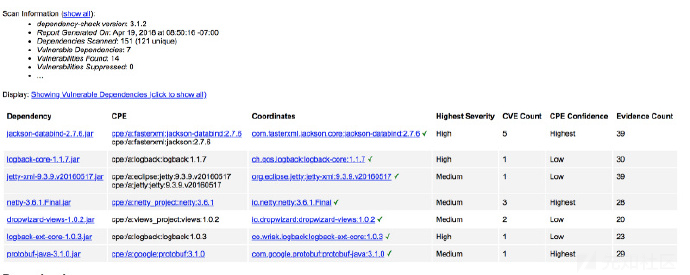 Scan Information (show all):
dependency-check version: 3.1.2
Report Generated On: Apr 19, 2018 at 08:50:16 -07:00
Dependencies Scanned: 151 (121 unique)
Vulnerable Dependencies: 7
Vulnerabilities Found: 14
Vulnerabilities Suppressed: 0
...
Display: Showing Vulnerable Dependencies (click to show all)
Dependency CPE Coordinates Highest Severity CVE Count CPE Confidence Evidence Count
jackson-databind-2.7.6.jar cpe:/a:fasterxml:jackson-databind:2.7.6 com.fasterxml.jackson.core:jackson-databind:2.7.6 ✓ High 5 Highest 39
cpe:/a:fasterxml:jackson:2.7.6
logback-core-1.1.7.jar cpe:/a:logback:logback:1.1.7 ch.qos.logback:logback-core:1.1.7 ✓ High 1 Low 30
jetty-xml-9.3.9.v20160517.jar cpe:/a:eclipse:jetty:9.3.9.v20160517 org.eclipse.jetty:jetty-xml:9.3.9.v20160517 ✓ Medium 1 Low 39
cpe:/a:jetty:jetty:9.3.9.v20160517
netty-3.6.1.Final.jar cpe:/a:netty_project:netty:3.6.1 io.netty:netty:3.6.1.Final ✓ Medium 3 Highest 28
dropwizard-views-1.0.2.jar cpe:/a:views_project:views:1.0.2 io.dropwizard:dropwizard-views:1.0.2 ✓ Medium 2 Low 20
logback-ext-core-1.0.3.jar cpe:/a:logback:logback:1.0.3 co.wrisk.logback:logback-ext-core:1.0.3 ✓ High 1 Low 23
protobuf-java-3.1.0.jar cpe:/a:google:protobuf:3.1.0 com.google.protobuf:protobuf-java:3.1.0 ✓ Medium 1 Highest 29